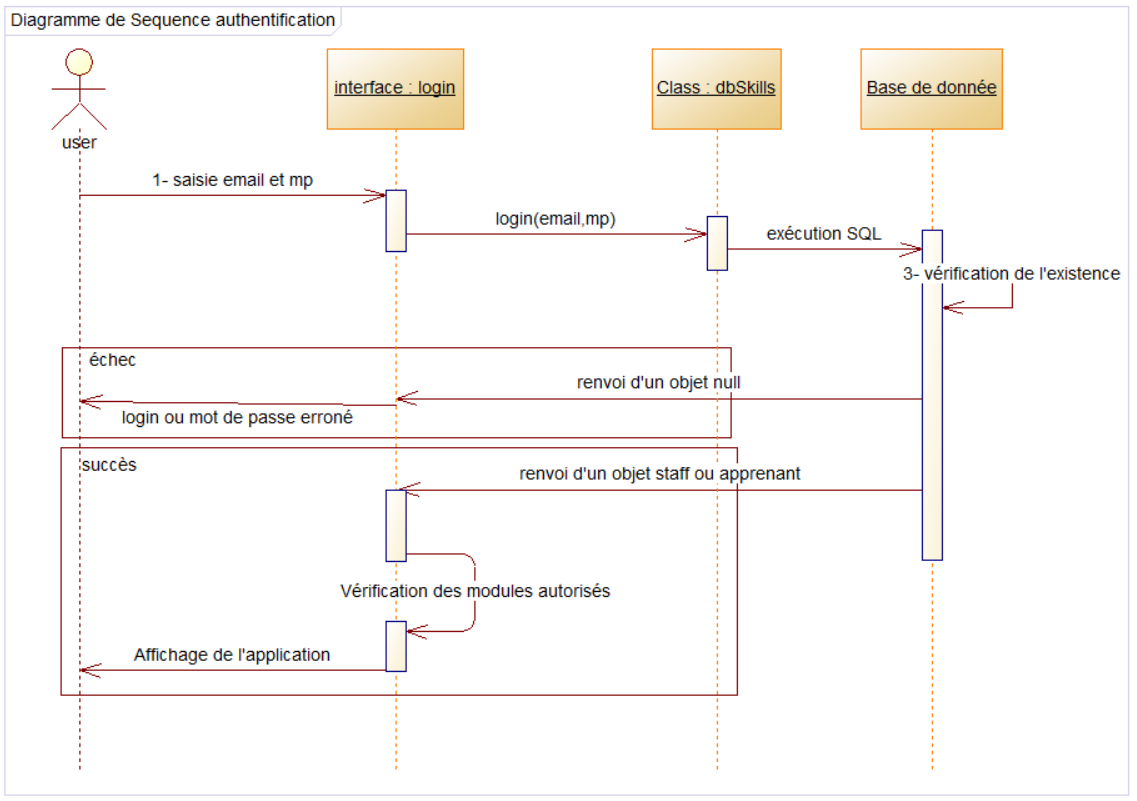 Diagramme de Sequence authentification
user
interface : login
Class : dbSkills
Base de donnée
1- saisie email et mp
login(email,mp)
exécution SQL
3- vérification de l'existence
échec
renvoi d'un objet null
login ou mot de passe erroné
succès
renvoi d'un objet staff ou apprenant
Vérification des modules autorisés
Affichage de l'application